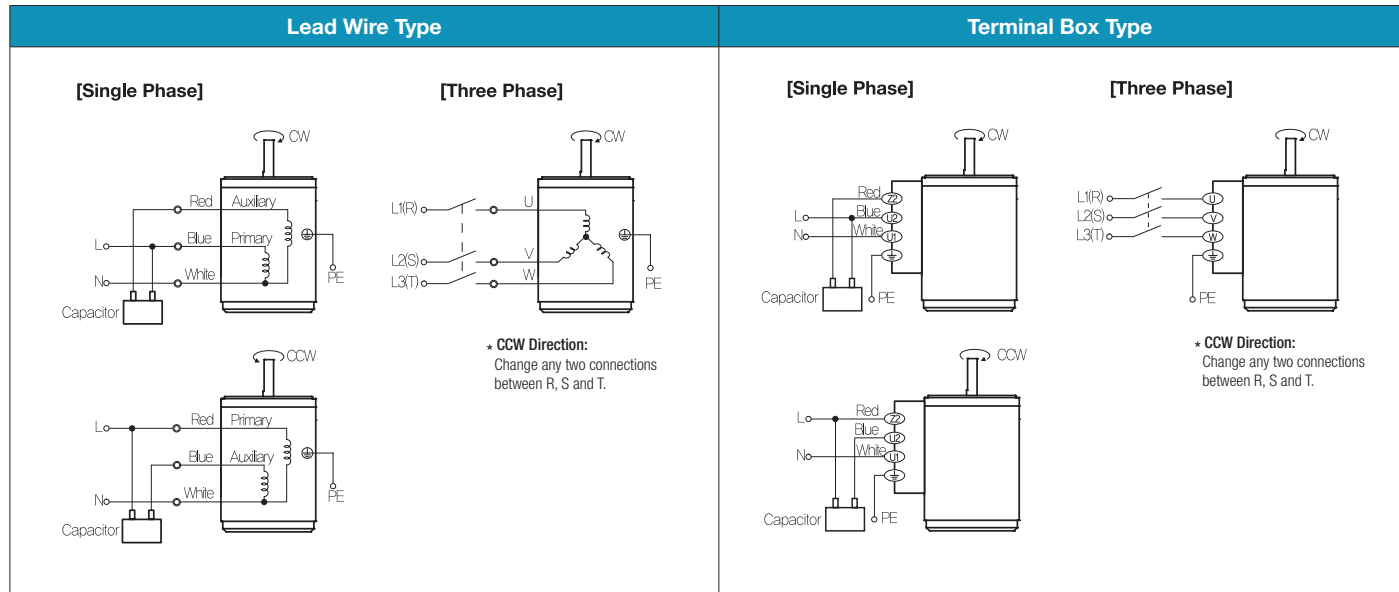 Lead Wire Type
[Single Phase]
[Three Phase]
CW
Red
Auxiliary
L
Blue
Primary
N
White
PE
Capacitor
CW
L1(R)
U
L2(S)
V
L3(T)
W
PE
* CCW Direction:
Change any two connections
between R, S and T.
CCW
L
Red
Primary
Blue
Auxiliary
N
White
PE
Capacitor
Terminal Box Type
[Single Phase]
[Three Phase]
CW
Red
Z2
L
Blue
U2
N
White
U1
Capacitor
PE
CW
L1(R)
U
L2(S)
V
L3(T)
W
PE
* CCW Direction:
Change any two connections
between R, S and T.
CCW
L
Red
Z2
Blue
U2
N
White
U1
Capacitor
PE